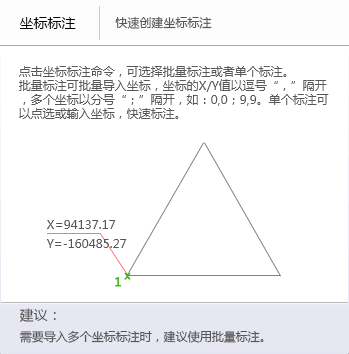 坐标标注
快速创建坐标标注
点击坐标标注命令，可选择批量标注或者单个标注。
批量标注可批量导入坐标，坐标的X/Y值以逗号“，”隔开
，多个坐标以分号“；”隔开，如：0,0；9,9。单个标注可
以点选或输入坐标，快速标注。
X=94137.17
Y=-160485.27
1
建议：
需要导入多个坐标标注时，建议使用批量标注。